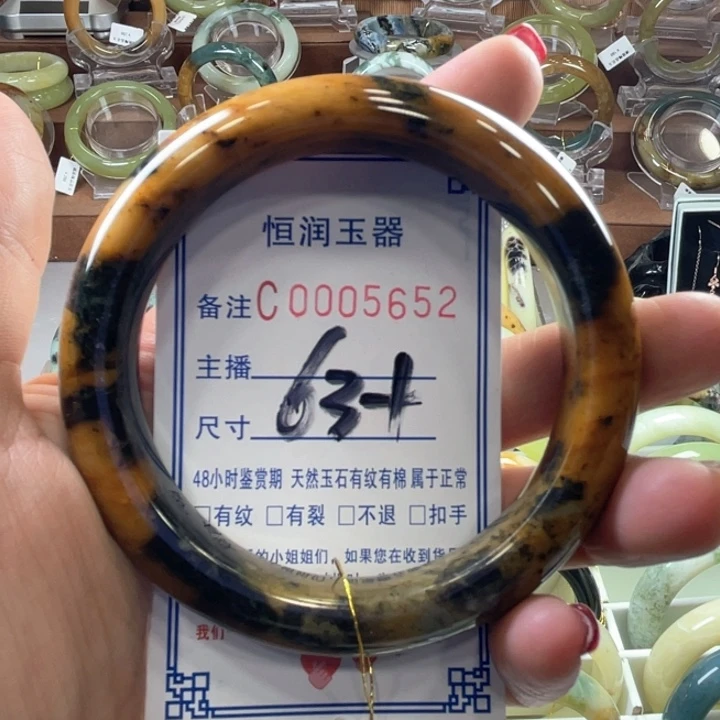 恒润玉器
备注C0005652
主播
63+
尺寸
48小时鉴赏期 天然玉石有纹有棉 属于正常
□有纹 □有裂 □不退 □扣手
的小姐姐们，如果您在收到货
我们